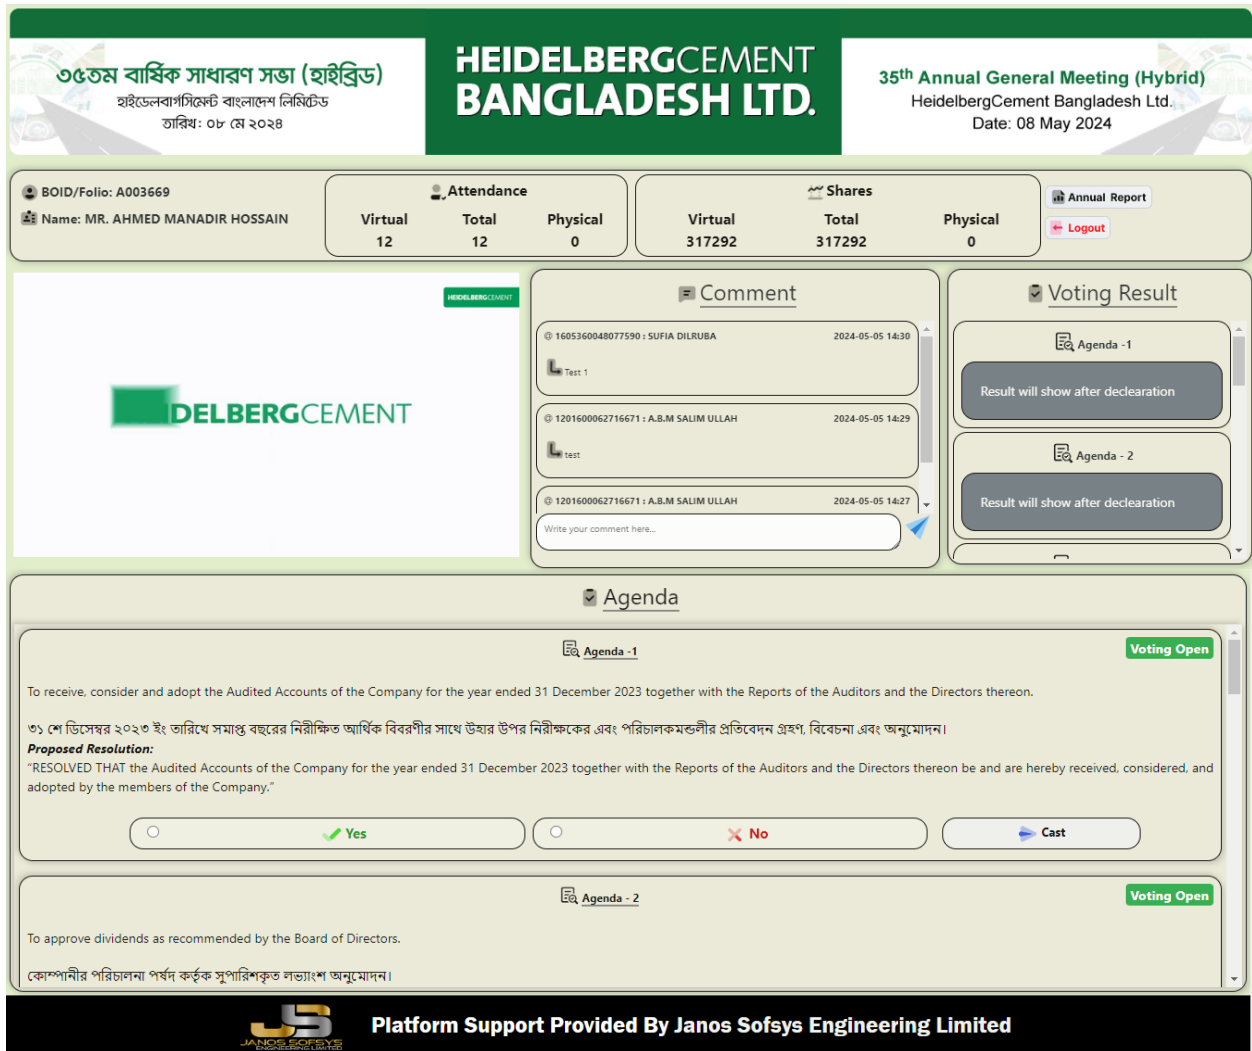 ৩৫তম বার্ষিক সাধারণ সভা (হাইব্রিড)
হাইডেলবার্গসিমেন্ট বাংলাদেশ লিমিটেড
তারিখ: ০৮ মে ২০২৪
HEIDELBERGCEMENT
BANGLADESH LTD.
35th Annual General Meeting (Hybrid)
HeidelbergCement Bangladesh Ltd.
Date: 08 May 2024
BOID/Folio: A003669
Name: MR. AHMED MANADIR HOSSAIN
Attendance
Virtual Total Physical
12 12 0
Shares
Virtual Total Physical
317292 317292 0
Annual Report
Logout
HEIDELBERGCEMENT
DELBERGCEMENT
Comment
@ 1605360048077590 : SUFIA DILRUBA 2024-05-05 14:30
Test 1
@ 1201600062716671 : A.B.M SALIM ULLAH 2024-05-05 14:29
test
@ 1201600062716671 : A.B.M SALIM ULLAH 2024-05-05 14:27
Write your comment here...
Voting Result
Agenda -1
Result will show after declearation
Agenda - 2
Result will show after declearation
Agenda
Agenda -1
Voting Open
To receive, consider and adopt the Audited Accounts of the Company for the year ended 31 December 2023 together with the Reports of the Auditors and the Directors thereon.
৩১ শে ডিসেম্বর ২০২৩ ইং তারিখে সমাপ্ত বছরের নিরীক্ষিত আর্থিক বিবরণীর সাথে উহার উপর নিরীক্ষকের এবং পরিচালকমন্ডলীর প্রতিবেদন গ্রহণ, বিবেচনা এবং অনুমোদন।
Proposed Resolution:
“RESOLVED THAT the Audited Accounts of the Company for the year ended 31 December 2023 together with the Reports of the Auditors and the Directors thereon be and are hereby received, considered, and
adopted by the members of the Company.”
Yes
No
Cast
Agenda - 2
Voting Open
To approve dividends as recommended by the Board of Directors.
কোম্পানীর পরিচালনা পর্ষদ কর্তৃক সুপারিশকৃত লভ্যাংশ অনুমোদন।
JS
JANOS SOFSYS
ENGINEERING LIMITED
Platform Support Provided By Janos Sofsys Engineering Limited